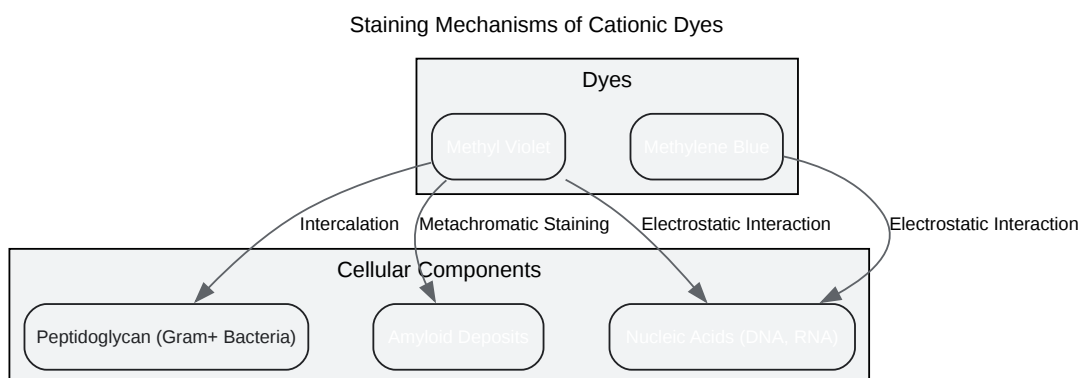 Staining Mechanisms of Cationic Dyes
Dyes
Methyl Violet
Methylene Blue
Intercalation
Metachromatic Staining
Electrostatic Interaction
Electrostatic Interaction
Cellular Components
Peptidoglycan (Gram+ Bacteria)
Amyloid Deposits
Nucleic Acids (DNA, RNA)